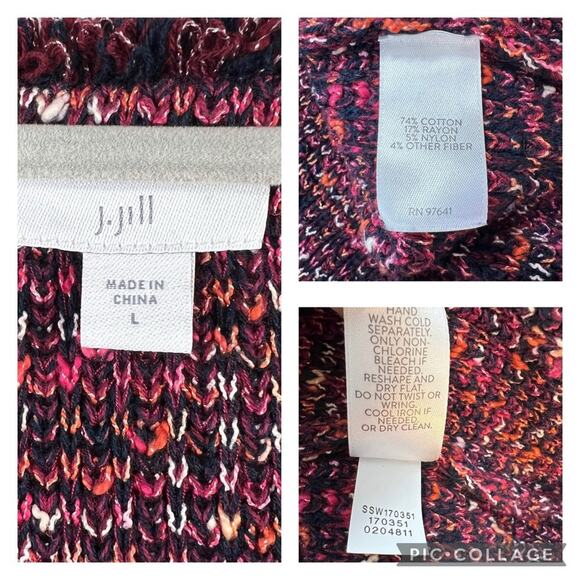 J.Jill
MADE IN
CHINA
L
74% COTTON
17% RAYON
5% NYLON
4% OTHER FIBER
RN 97641
HAND
WASH COLD
SEPARATELY.
ONLY NON-
CHLORINE
BLEACH IF
NEEDED.
RESHAPE AND
DRY FLAT.
DO NOT TWIST OR
WRING.
COOL IRON IF
NEEDED
OR DRY CLEAN.
SSW170351
170351
0204811
PIC•COLLAGE